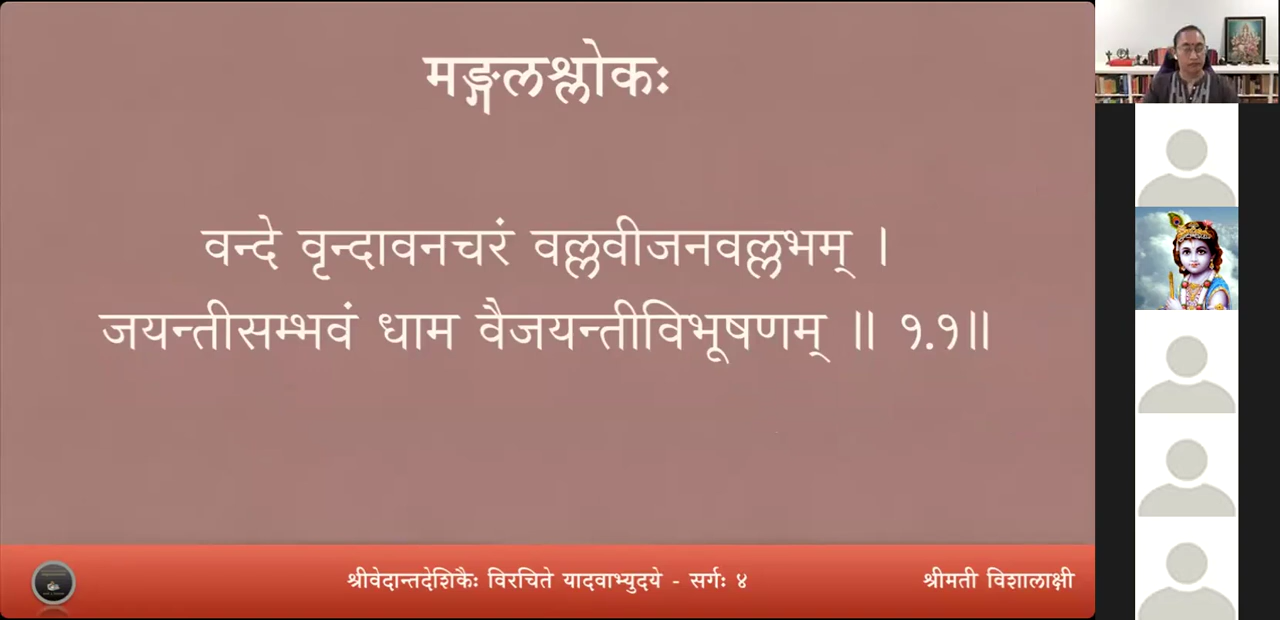 मङ्गलश्लोकः
वन्दे वृन्दावनचरं वल्लवीजनवल्लभम् ।
जयन्तीसम्भवं धाम वैजयन्तीविभूषणम् ॥ १.१॥
श्रीवेदान्तदेशिकैः विरचिते यादवाभ्युदये - सर्गः ४
श्रीमती विशालाक्षी